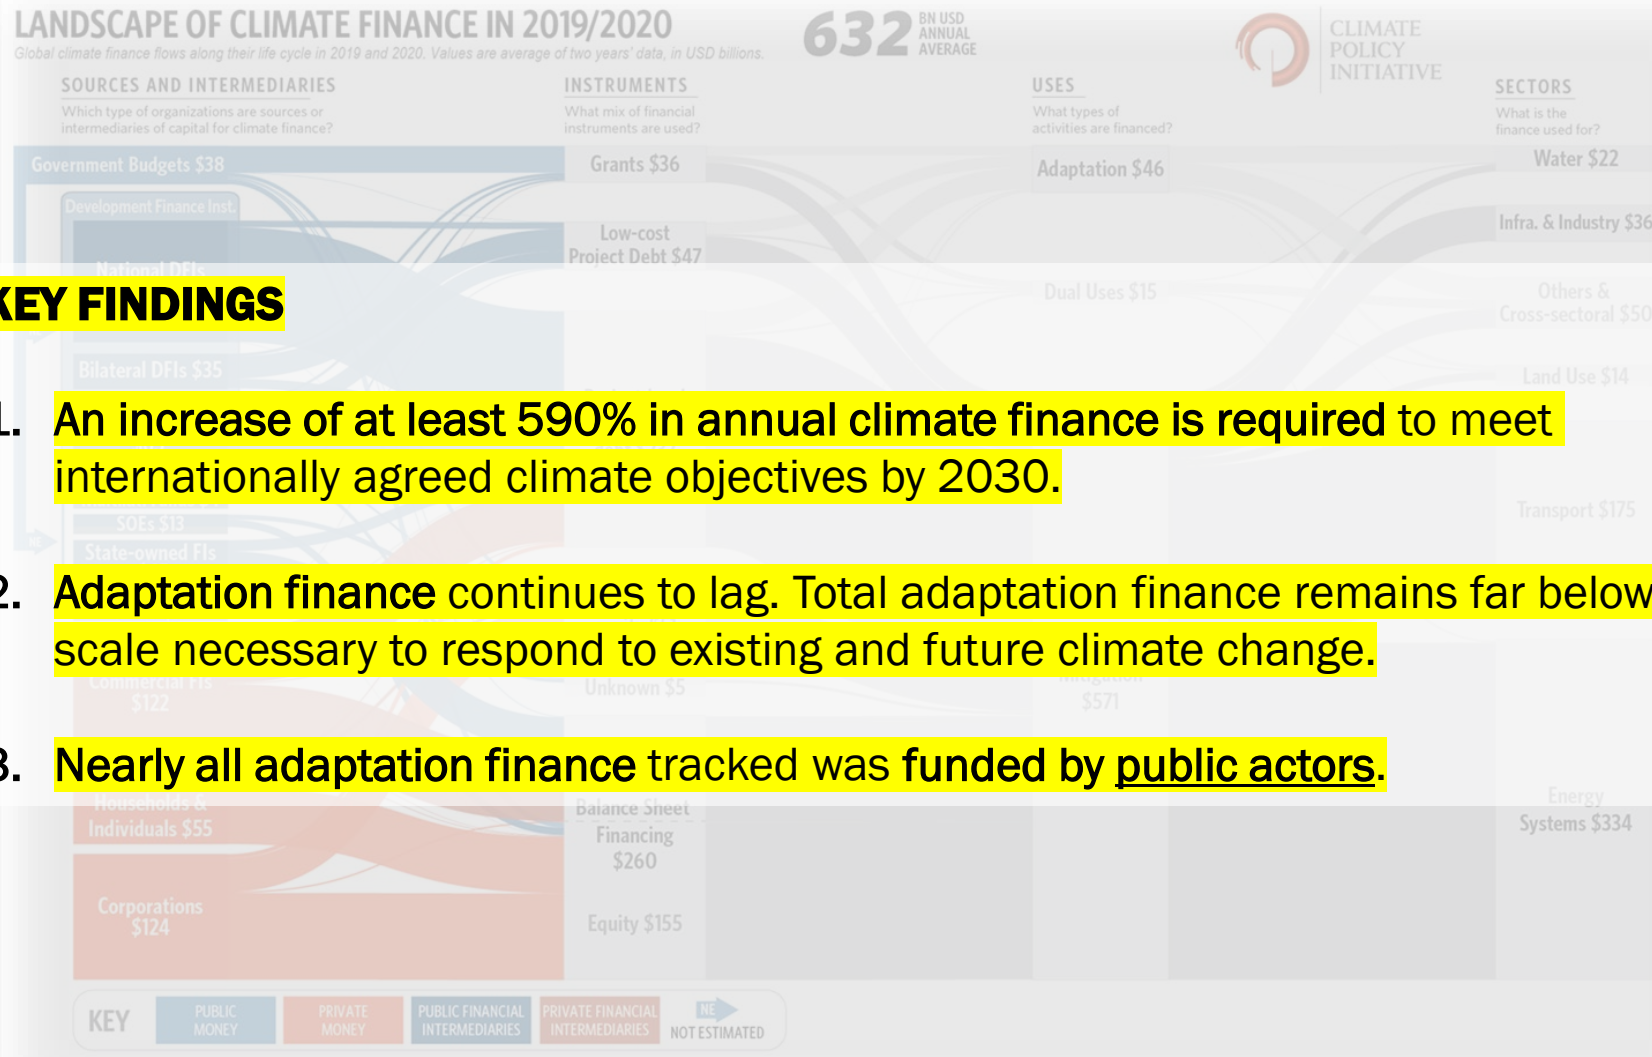 LANDSCAPE OF CLIMATE FINANCE IN 2019/2020
Global climate finance flows along their life cycle in 2019 and 2020. Values are average of two years' data, in USD billions.
632 BN USD
ANNUAL
AVERAGE
CLIMATE
POLICY
INITIATIVE
SOURCES AND INTERMEDIARIES
Which type of organizations are sources or
intermediaries of capital for climate finance?
INSTRUMENTS
What mix of financial
instruments are used?
USES
What types of
activities are financed?
SECTORS
What is the
finance used for?
Government Budgets $38
Grants $36
Adaptation $46
Water $22
Development Finance Inst.
Low-cost
Project Debt $47
Infra. & Industry $36
National DFIs
Dual Uses $15
Others &
Cross-sectoral $50
KEY FINDINGS
Bilateral DFIs $35
Land Use $14
1. An increase of at least 590% in annual climate finance is required to meet
internationally agreed climate objectives by 2030.
SOEs $13
Transport $175
NE
State-owned FIs
2. Adaptation finance continues to lag. Total adaptation finance remains far below
scale necessary to respond to existing and future climate change.
Commercial FIs
$122
Unknown $5
Mitigation
$571
3. Nearly all adaptation finance tracked was funded by public actors.
Households &
Individuals $55
Balance Sheet
Financing
$260
Energy
Systems $334
Corporations
$124
Equity $155
KEY
PUBLIC
MONEY
PRIVATE
MONEY
PUBLIC FINANCIAL
INTERMEDIARIES
PRIVATE FINANCIAL
INTERMEDIARIES
NE
NOT ESTIMATED